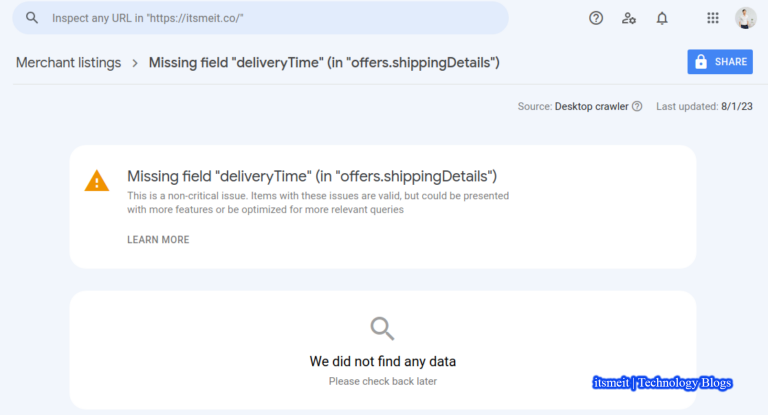 Inspect any URL in "https://itsmeit.co/"
Merchant listings > Missing field "deliveryTime" (in "offers.shippingDetails")
SHARE
Source: Desktop crawler Last updated: 8/1/23
Missing field "deliveryTime" (in "offers.shippingDetails")
This is a non-critical issue. Items with these issues are valid, but could be presented
with more features or be optimized for more relevant queries
LEARN MORE
We did not find any data
Please check back later
itsmeit | Technology Blogs